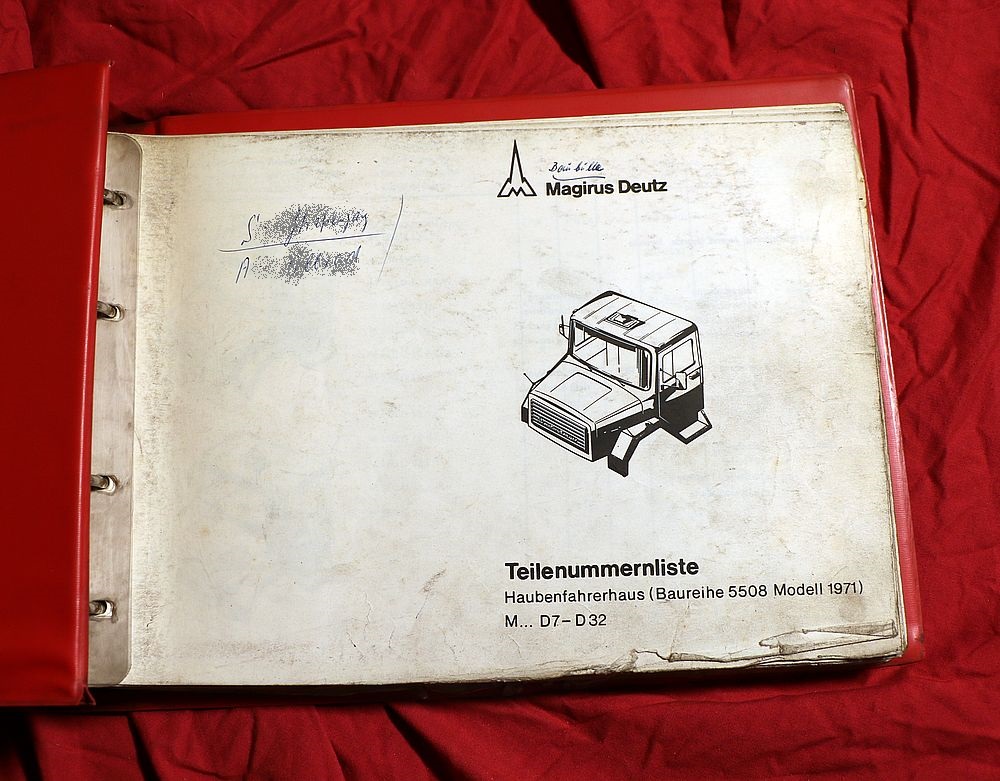 Magirus Deutz
Teilenummernliste
Haubenfahrerhaus (Baureihe 5508 Modell 1971)
M... D7–D32